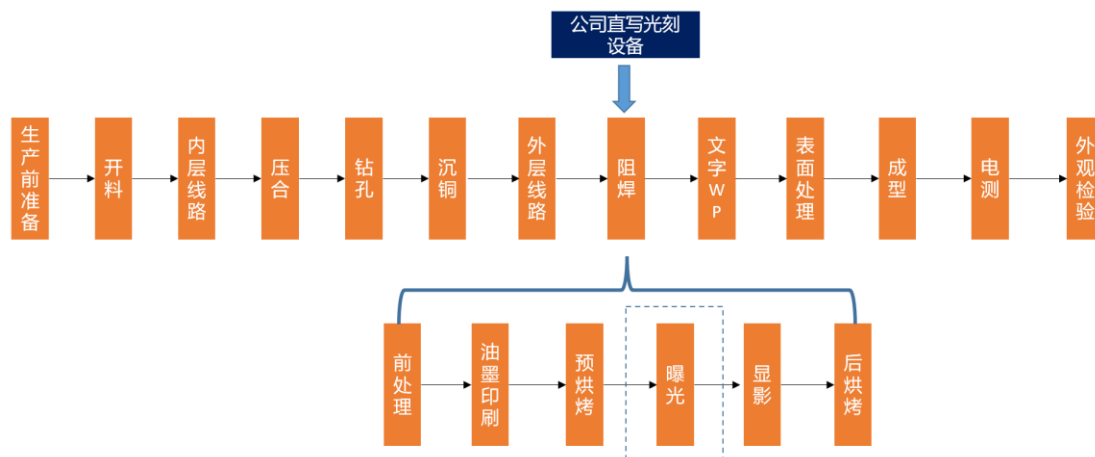 公司直写光刻
设备
生产前准备
开料
内层线路
压合
钻孔
沉铜
外层线路
阻焊
文字WP
表面处理
成型
电测
外观检验
前处理
油墨印刷
预烘烤
曝光
显影
后烘烤